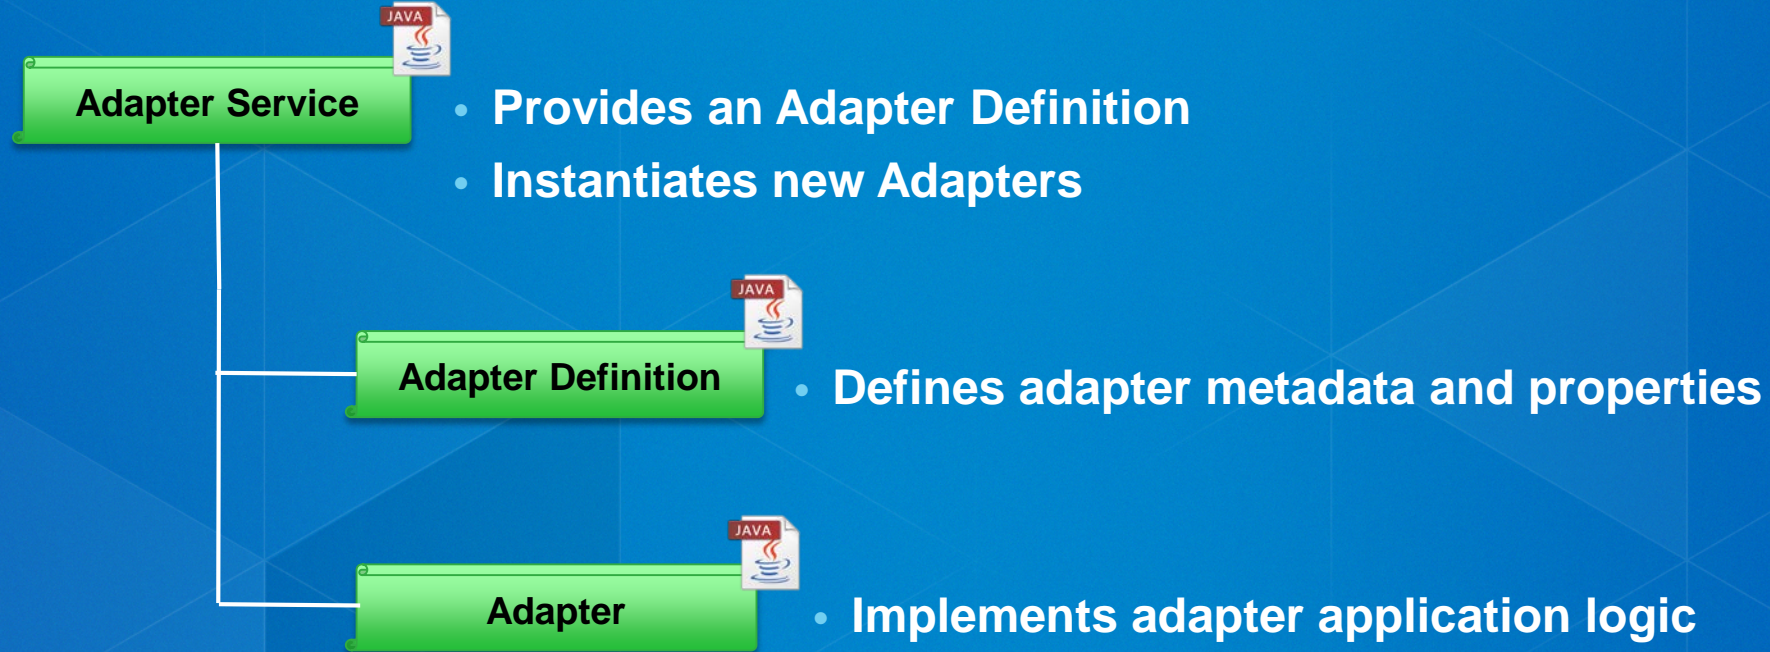 JAVA
Adapter Service
• Provides an Adapter Definition
• Instantiates new Adapters
JAVA
Adapter Definition
• Defines adapter metadata and properties
JAVA
Adapter
• Implements adapter application logic